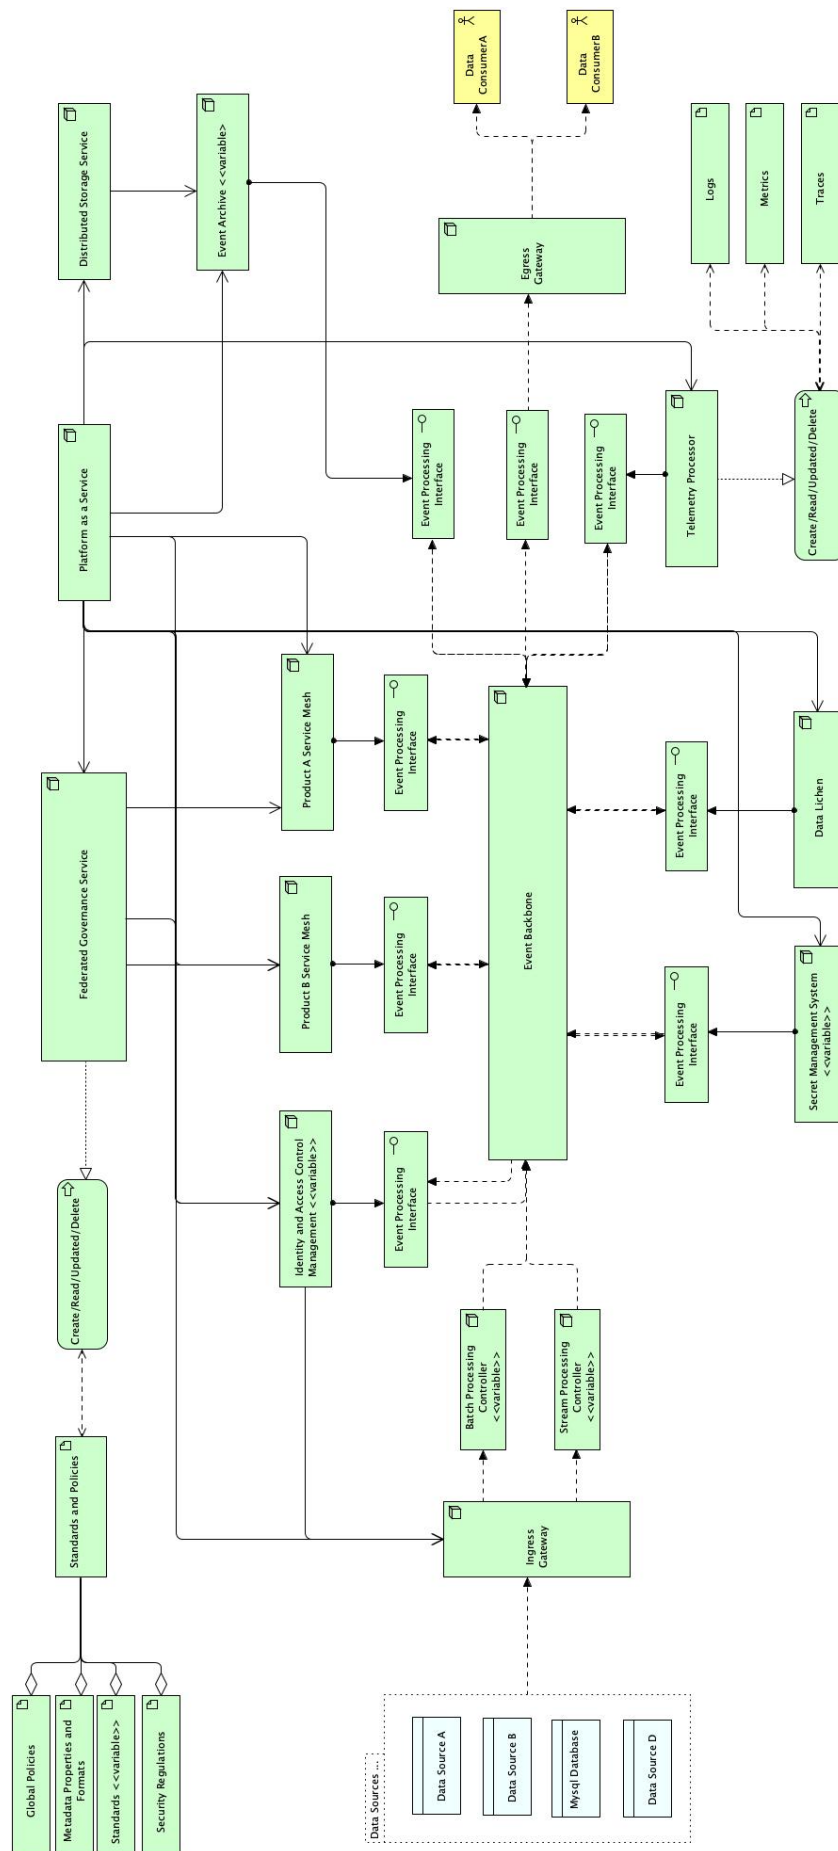 Data
ConsumerA
Data
ConsumerB
Distributed Storage Service
Event Archive <<variable>
Logs
Metrics
Traces
Egress
Gateway
Platform as a Service
Event Processing
Interface
Event Processing
Interface
Event Processing
Interface
Telemetry Processor
Create/Read/Updated/Delete
Federated Governance Service
Product A Service Mesh
Event Processing
Interface
Product B Service Mesh
Event Processing
Interface
Event Backbone
Event Processing
Interface
Data Lichen
Event Processing
Interface
Secret Management System
<<variable>>
Identity and Access Control
Management <<variable>>
Event Processing
Interface
Create/Read/Updated/Delete
Batch Processing
Controller
<<variable>>
Stream Processing
Controller
<<variable>>
Standards and Policies
Ingress
Gateway
Global Policies
Metadata Properties and
Formats
Standards <<variable>>
Security Regulations
Data Sources ...
Data Source A
Data Source B
Mysql Database
Data Source D